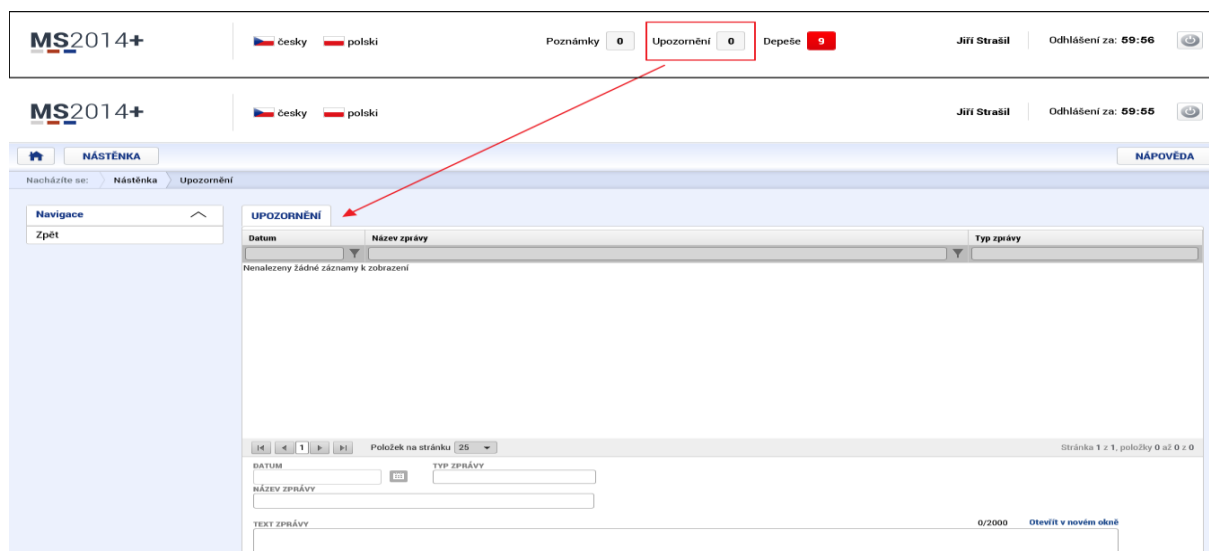 MS2014+ česky polski Poznámky 0 Upozornění 0 Depeše 9 Jiří Strašil Odhlášení za: 59:56
MS2014+ česky polski Jiří Strašil Odhlášení za: 59:55
NÁSTĚNKA NÁPOVĚDA
Nacházíte se: Nástěnka Upozornění
Navigace
Zpět
UPOZORNĚNÍ
Datum Název zprávy Typ zprávy
Nenalezeny žádné záznamy k zobrazení
1 Položek na stránku 25 Stránka 1 z 1, položky 0 až 0 z 0
DATUM TYP ZPRÁVY
NÁZEV ZPRÁVY
TEXT ZPRÁVY 0/2000 Otevřít v novém okně